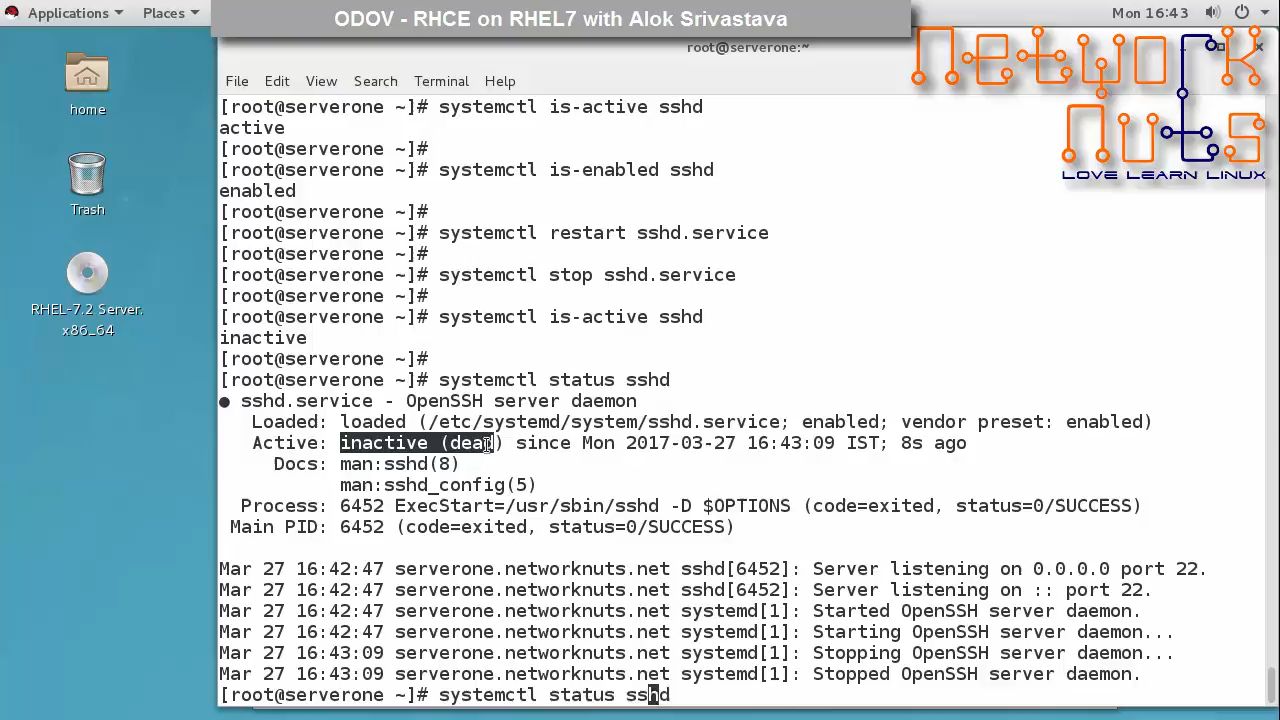 Applications Places
ODOV - RHCE on RHEL7 with Alok Srivastava
Mon 16:43
root@serverone:~
NETWORK
NUTS
LOVE LEARN LINUX
File Edit View Search Terminal Help
home
Trash
RHEL-7.2 Server.
x86_64
[root@serverone ~]# systemctl is-active sshd
active
[root@serverone ~]#
[root@serverone ~]# systemctl is-enabled sshd
enabled
[root@serverone ~]#
[root@serverone ~]# systemctl restart sshd.service
[root@serverone ~]#
[root@serverone ~]# systemctl stop sshd.service
[root@serverone ~]#
[root@serverone ~]# systemctl is-active sshd
inactive
[root@serverone ~]#
[root@serverone ~]# systemctl status sshd
● sshd.service - OpenSSH server daemon
Loaded: loaded (/etc/systemd/system/sshd.service; enabled; vendor preset: enabled)
Active: inactive (dead) since Mon 2017-03-27 16:43:09 IST; 8s ago
Docs: man:sshd(8)
man:sshd_config(5)
Process: 6452 ExecStart=/usr/sbin/sshd -D $OPTIONS (code=exited, status=0/SUCCESS)
Main PID: 6452 (code=exited, status=0/SUCCESS)
Mar 27 16:42:47 serverone.networknuts.net sshd[6452]: Server listening on 0.0.0.0 port 22.
Mar 27 16:42:47 serverone.networknuts.net sshd[6452]: Server listening on :: port 22.
Mar 27 16:42:47 serverone.networknuts.net systemd[1]: Started OpenSSH server daemon.
Mar 27 16:42:47 serverone.networknuts.net systemd[1]: Starting OpenSSH server daemon...
Mar 27 16:43:09 serverone.networknuts.net systemd[1]: Stopping OpenSSH server daemon...
Mar 27 16:43:09 serverone.networknuts.net systemd[1]: Stopped OpenSSH server daemon.
[root@serverone ~]# systemctl status sshd